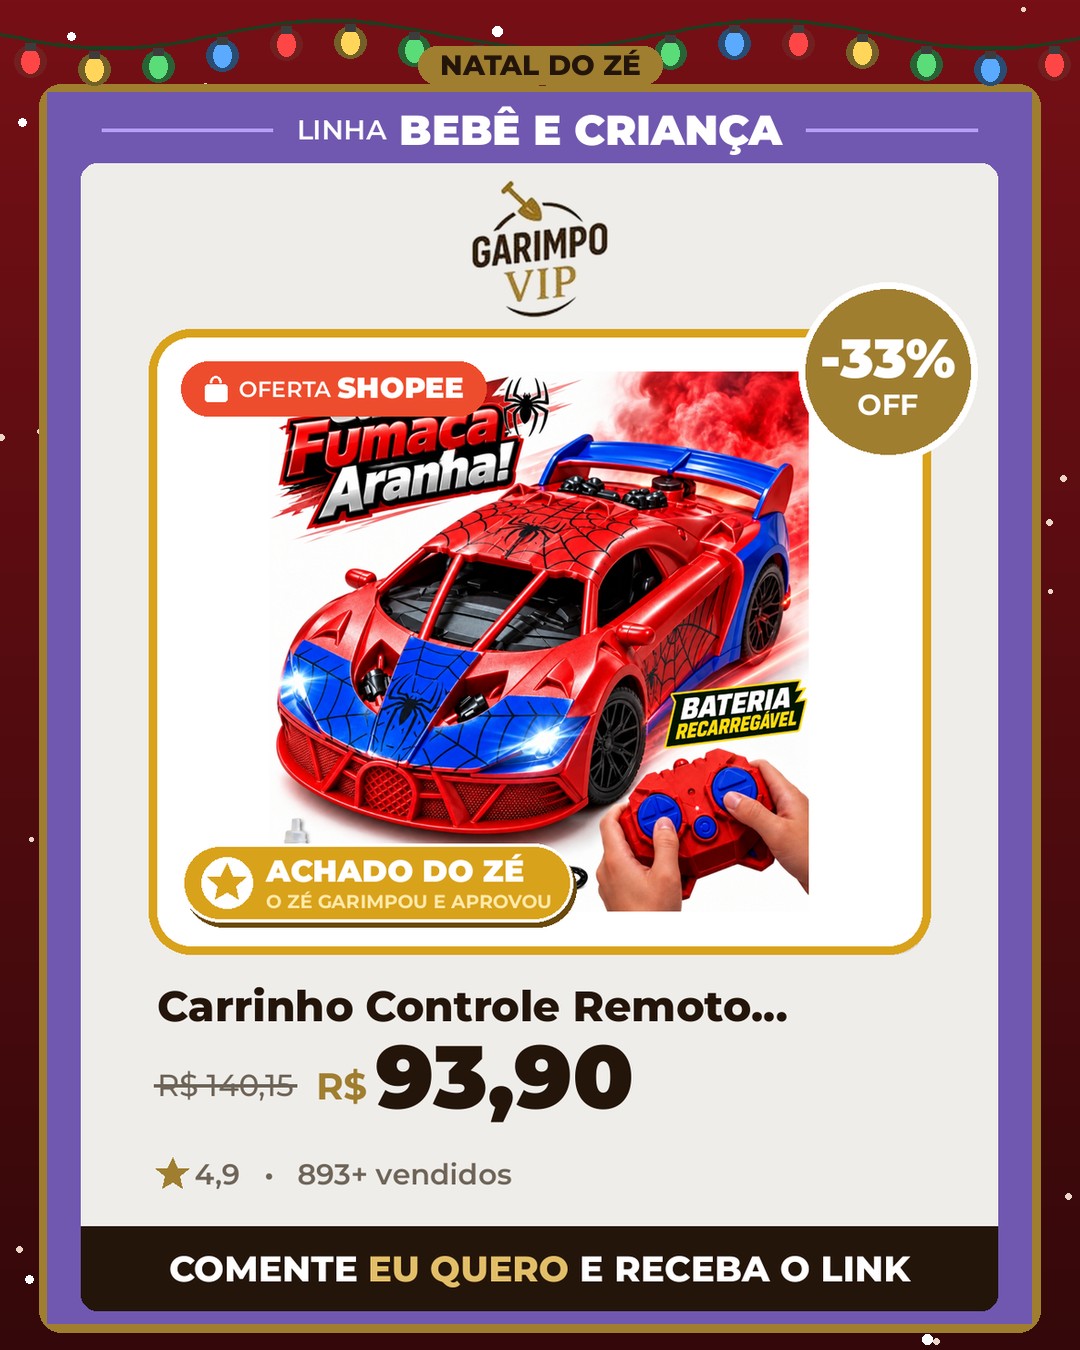 NATAL DO ZÉ
LINHA BEBÊ E CRIANÇA
GARIMPO
VIP
-33%
OFF
OFERTA SHOPEE
Fumaça
Aranha!
BATERIA
RECARREGÁVEL
ACHADO DO ZÉ
O ZÉ GARIMPOU E APROVOU
Carrinho Controle Remoto...
R$ 140,15 R$ 93,90
4,9 • 893+ vendidos
COMENTE EU QUERO E RECEBA O LINK